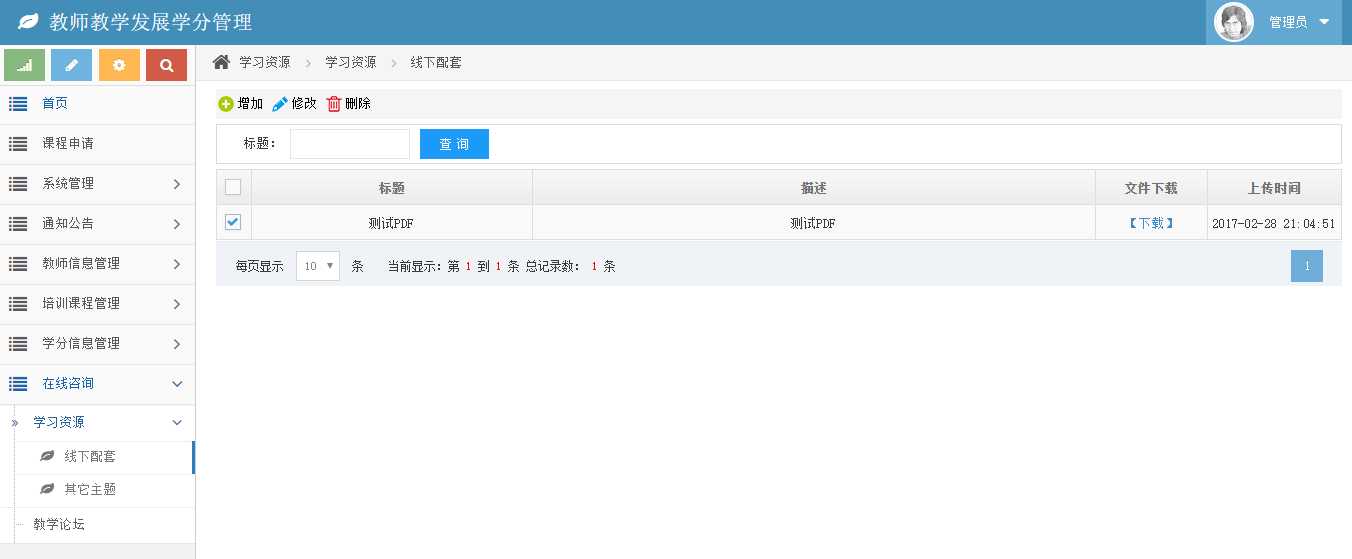 教师教学发展学分管理
管理员
学习资源 学习资源 线下配套
首页
课程申请
系统管理
通知公告
教师信息管理
培训课程管理
学分信息管理
在线咨询
学习资源
线下配套
其它主题
教学论坛
增加 修改 删除
标题： 查 询
标题 描述 文件下载 上传时间
测试PDF 测试PDF 【下载】 2017-02-28 21:04:51
每页显示 10 条 当前显示：第 1 到 1 条 总记录数： 1 条 1